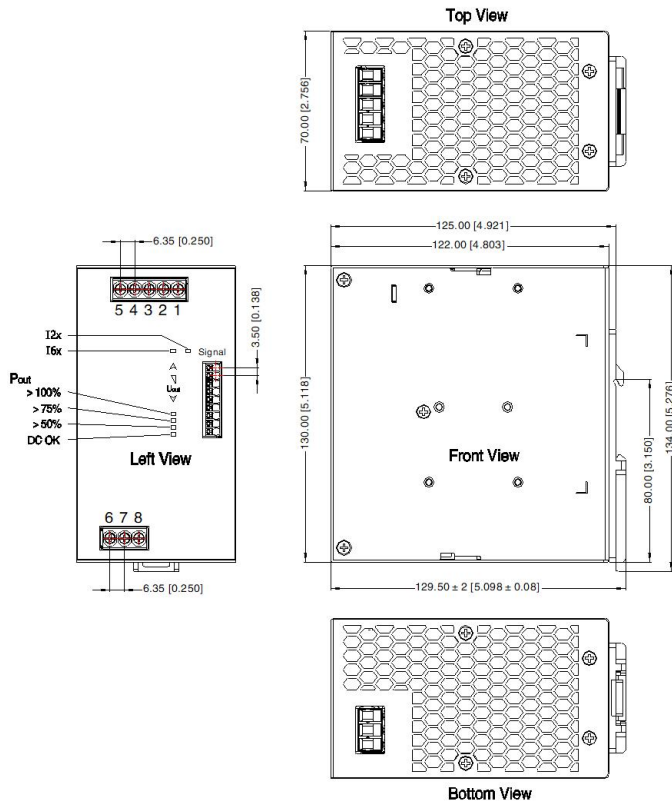 Top View
70.00 [2.756]
125.00 [4.921]
122.00 [4.803]
6.35 [0.250]
5 4 3 2 1
3.50 [0.138]
I2x
I6x
Signal
Pout
Uout
> 100%
> 75%
> 50%
DC OK
Left View
130.00 [5.118]
Front View
80.00 [3.150]
134.00 [5.276]
6 7 8
6.35 [0.250]
129.50 ± 2 [5.098 ± 0.08]
Bottom View